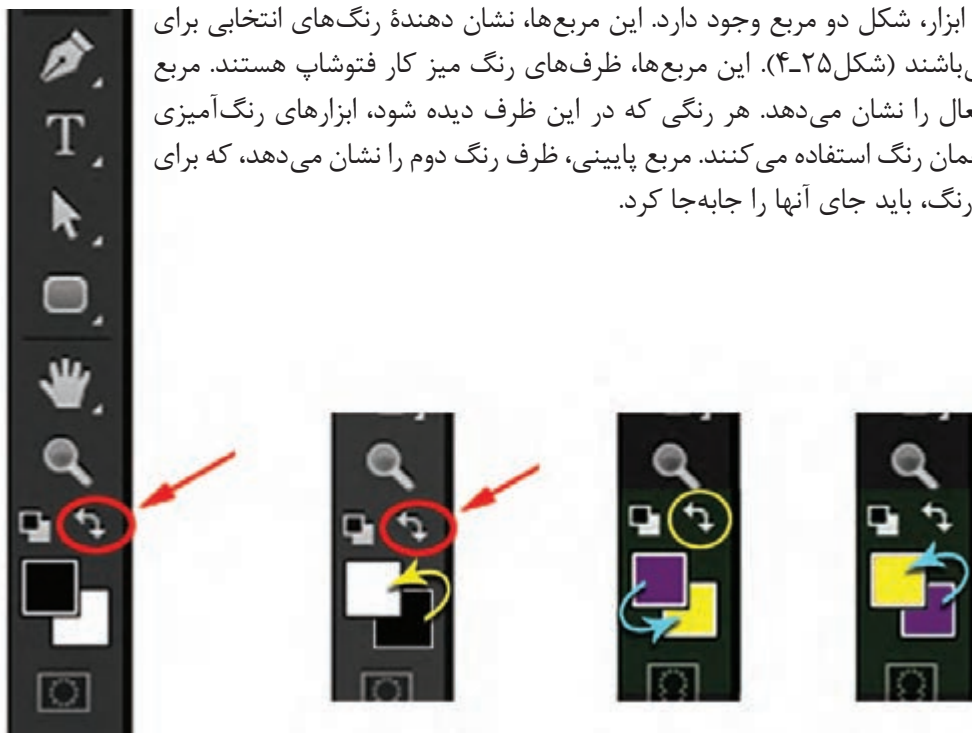 ابزار، شکل دو مربع وجود دارد. این مربع‌ها، نشان دهندۀ رنگ‌های انتخابی برای
‌باشند (شکل۲۵ـ۴). این مربع‌ها، ظرف‌های رنگ میز کار فتوشاپ هستند. مربع
را نشان می‌دهد. هر رنگی که در این ظرف دیده شود، ابزارهای رنگ‌آمیزی
رنگ استفاده می‌کنند. مربع پایینی، ظرف رنگ دوم را نشان می‌دهد، که برای
رنگ، باید جای آنها را جابه‌جا کرد.
T